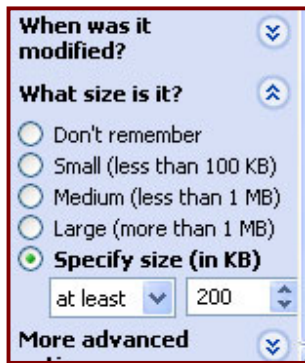 When was it
modified?
What size is it?
Don't remember
Small (less than 100 KB)
Medium (less than 1 MB)
Large (more than 1 MB)
Specify size (in KB)
at least 200
More advanced